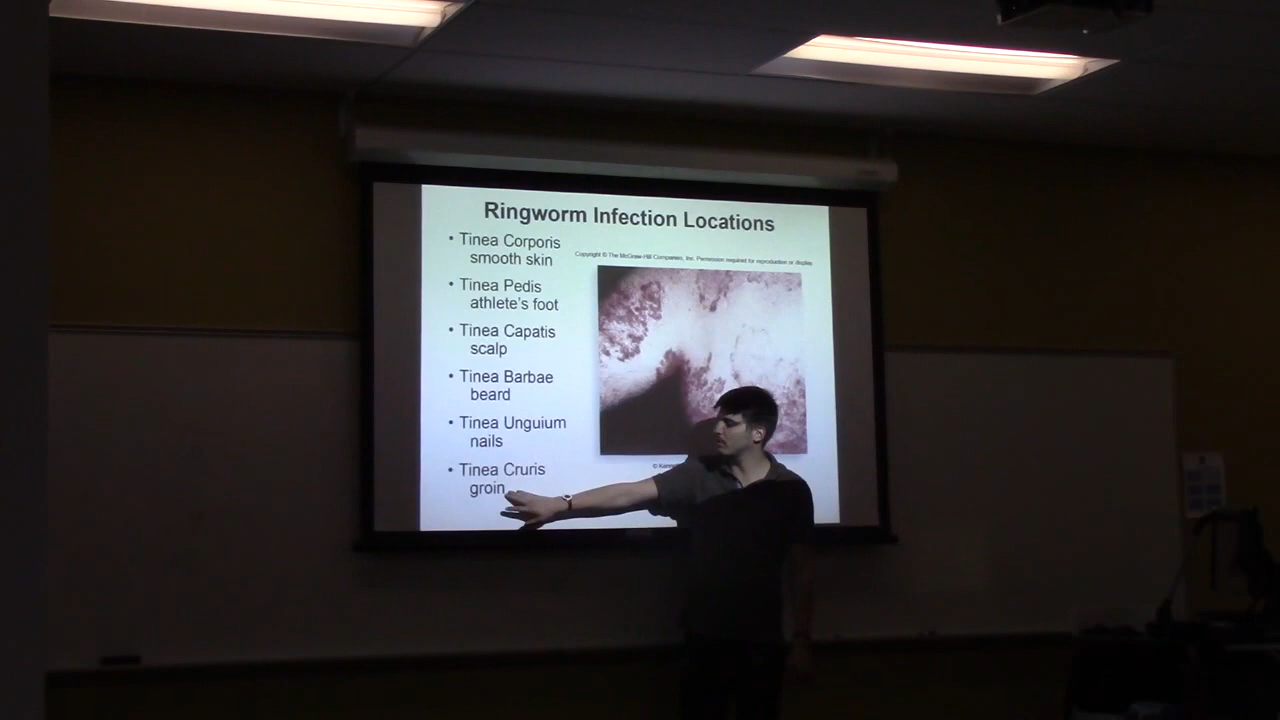 Ringworm Infection Locations
• Tinea Corporis
smooth skin
• Tinea Pedis
athlete's foot
• Tinea Capatis
scalp
• Tinea Barbae
beard
• Tinea Unguium
nails
• Tinea Cruris
groin
Copyright © The McGraw-Hill Companies, Inc. Permission required for reproduction or display.